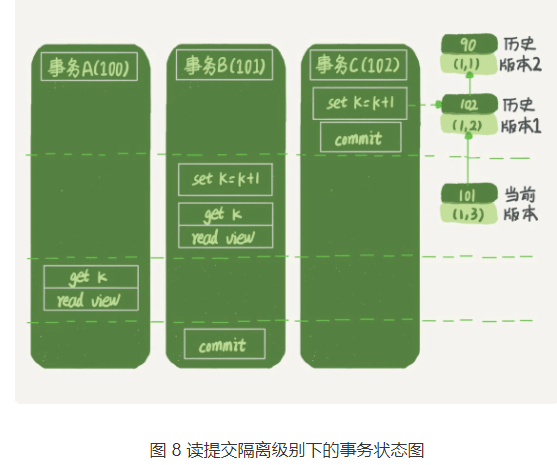 事务A(100)
事务B(101)
事务C(102)
90
(1,1)
历史
版本2
set k=k+1
102
(1,2)
历史
版本1
commit
set k=k+1
get k
read view
101
(1,3)
当前
版本
get k
read view
commit
图 8 读提交隔离级别下的事务状态图